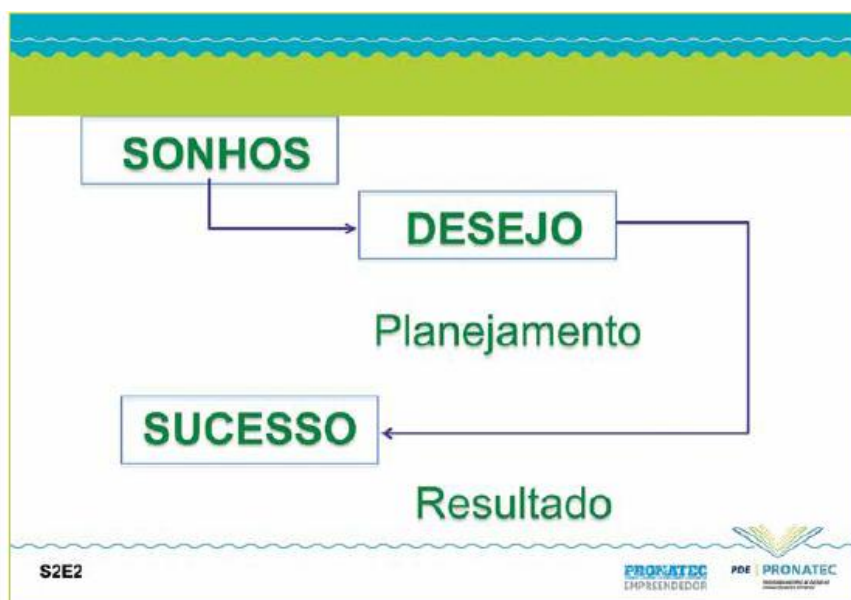 SONHOS
DESEJO
Planejamento
SUCESSO
Resultado
S2E2
PRONATEC
EMPREENDEDOR
PDE | PRONATEC